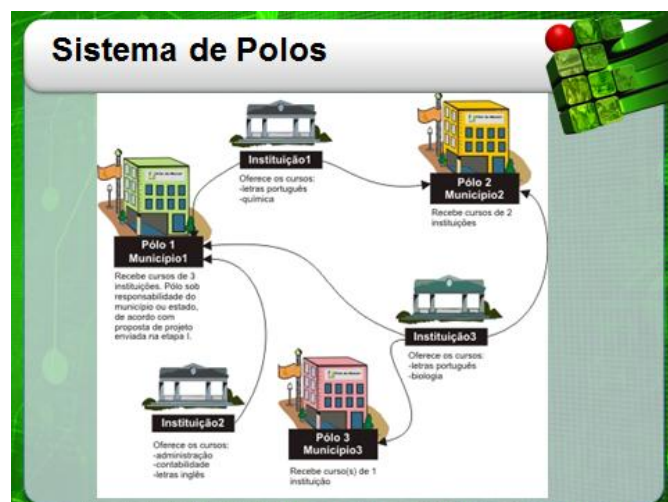 Sistema de Polos
Instituição1
Oferece os cursos:
-letras português
-química
Pólo 2
Município2
Recebe cursos de 2
instituições
Pólo 1
Município1
Recebe cursos de 3
instituições. Pólo sob
responsabilidade do
município ou estado,
de acordo com
proposta de projeto
enviada na etapa I.
Instituição3
Oferece os cursos:
-letras português
-biologia
Instituição2
Oferece os cursos:
-administração
-contabilidade
-letras inglês
Pólo 3
Município3
Recebe curso(s) de 1
instituição